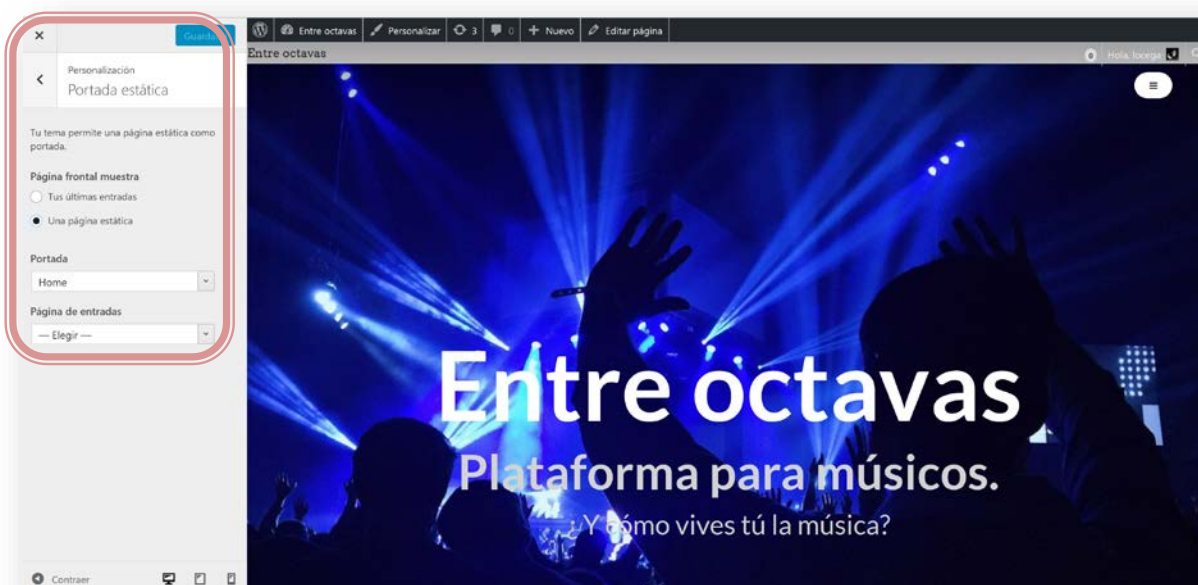 Guardar
Personalización
Portada estática
Tu tema permite una página estática como
portada.
Página frontal muestra
Tus últimas entradas
Una página estática
Portada
Home
Página de entradas
— Elegir —
Contraer
Entre octavas Personalizar 3 0 Nuevo Editar página
Entre octavas
Hola, locega
Entre octavas
Plataforma para músicos.
¿Y cómo vives tú la música?